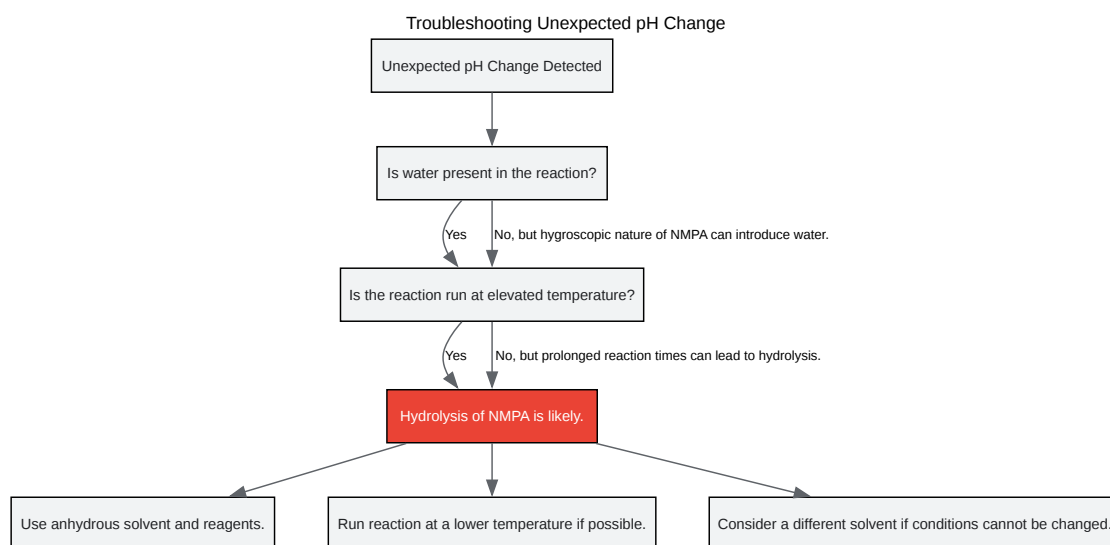 Troubleshooting Unexpected pH Change
Unexpected pH Change Detected
Is water present in the reaction?
Yes
No, but hygroscopic nature of NMPA can introduce water.
Is the reaction run at elevated temperature?
Yes
No, but prolonged reaction times can lead to hydrolysis.
Hydrolysis of NMPA is likely.
Use anhydrous solvent and reagents.
Run reaction at a lower temperature if possible.
Consider a different solvent if conditions cannot be changed.